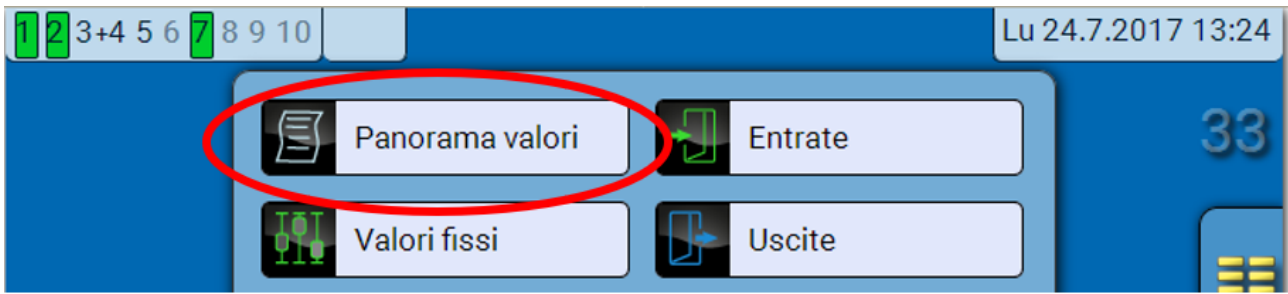 1 2 3+4 5 6 7 8 9 10
Lu 24.7.2017 13:24
Panorama valori
Entrate
33
Valori fissi
Uscite